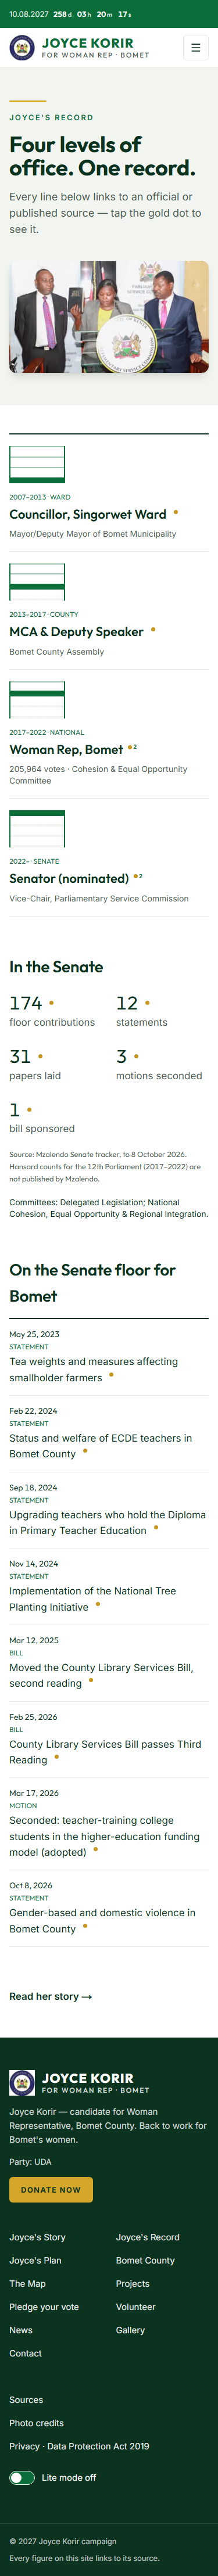 10.08.2027 258 d 03 h 20 m 17 s
JOYCE KORIR
FOR WOMAN REP · BOMET
JOYCE'S RECORD
Four levels of
office. One record.
Every line below links to an official or
published source — tap the gold dot to
see it.
PARLIAMENTARY
SERVICE
2007–2013 · WARD
Councillor, Singorwet Ward
Mayor/Deputy Mayor of Bomet Municipality
2013–2017 · COUNTY
MCA & Deputy Speaker
Bomet County Assembly
2017–2022 · NATIONAL
Woman Rep, Bomet 2
205,964 votes · Cohesion & Equal Opportunity
Committee
2022– · SENATE
Senator (nominated) 2
Vice-Chair, Parliamentary Service Commission
In the Senate
174 12
floor contributions statements
31 3
papers laid motions seconded
1
bill sponsored
Source: Mzalendo Senate tracker, to 8 October 2026.
Hansard counts for the 12th Parliament (2017–2022) are
not published by Mzalendo.
Committees: Delegated Legislation; National
Cohesion, Equal Opportunity & Regional Integration.
On the Senate floor for
Bomet
May 25, 2023
STATEMENT
Tea weights and measures affecting
smallholder farmers
Feb 22, 2024
STATEMENT
Status and welfare of ECDE teachers in
Bomet County
Sep 18, 2024
STATEMENT
Upgrading teachers who hold the Diploma
in Primary Teacher Education
Nov 14, 2024
STATEMENT
Implementation of the National Tree
Planting Initiative
Mar 12, 2025
BILL
Moved the County Library Services Bill,
second reading
Feb 25, 2026
BILL
County Library Services Bill passes Third
Reading
Mar 17, 2026
MOTION
Seconded: teacher-training college
students in the higher-education funding
model (adopted)
Oct 8, 2026
STATEMENT
Gender-based and domestic violence in
Bomet County
Read her story →
JOYCE KORIR
FOR WOMAN REP · BOMET
Joyce Korir — candidate for Woman
Representative, Bomet County. Back to work for
Bomet's women.
Party: UDA
DONATE NOW
Joyce's Story Joyce's Record
Joyce's Plan Bomet County
The Map Projects
Pledge your vote Volunteer
News Gallery
Contact
Sources
Photo credits
Privacy · Data Protection Act 2019
Lite mode off
© 2027 Joyce Korir campaign
Every figure on this site links to its source.